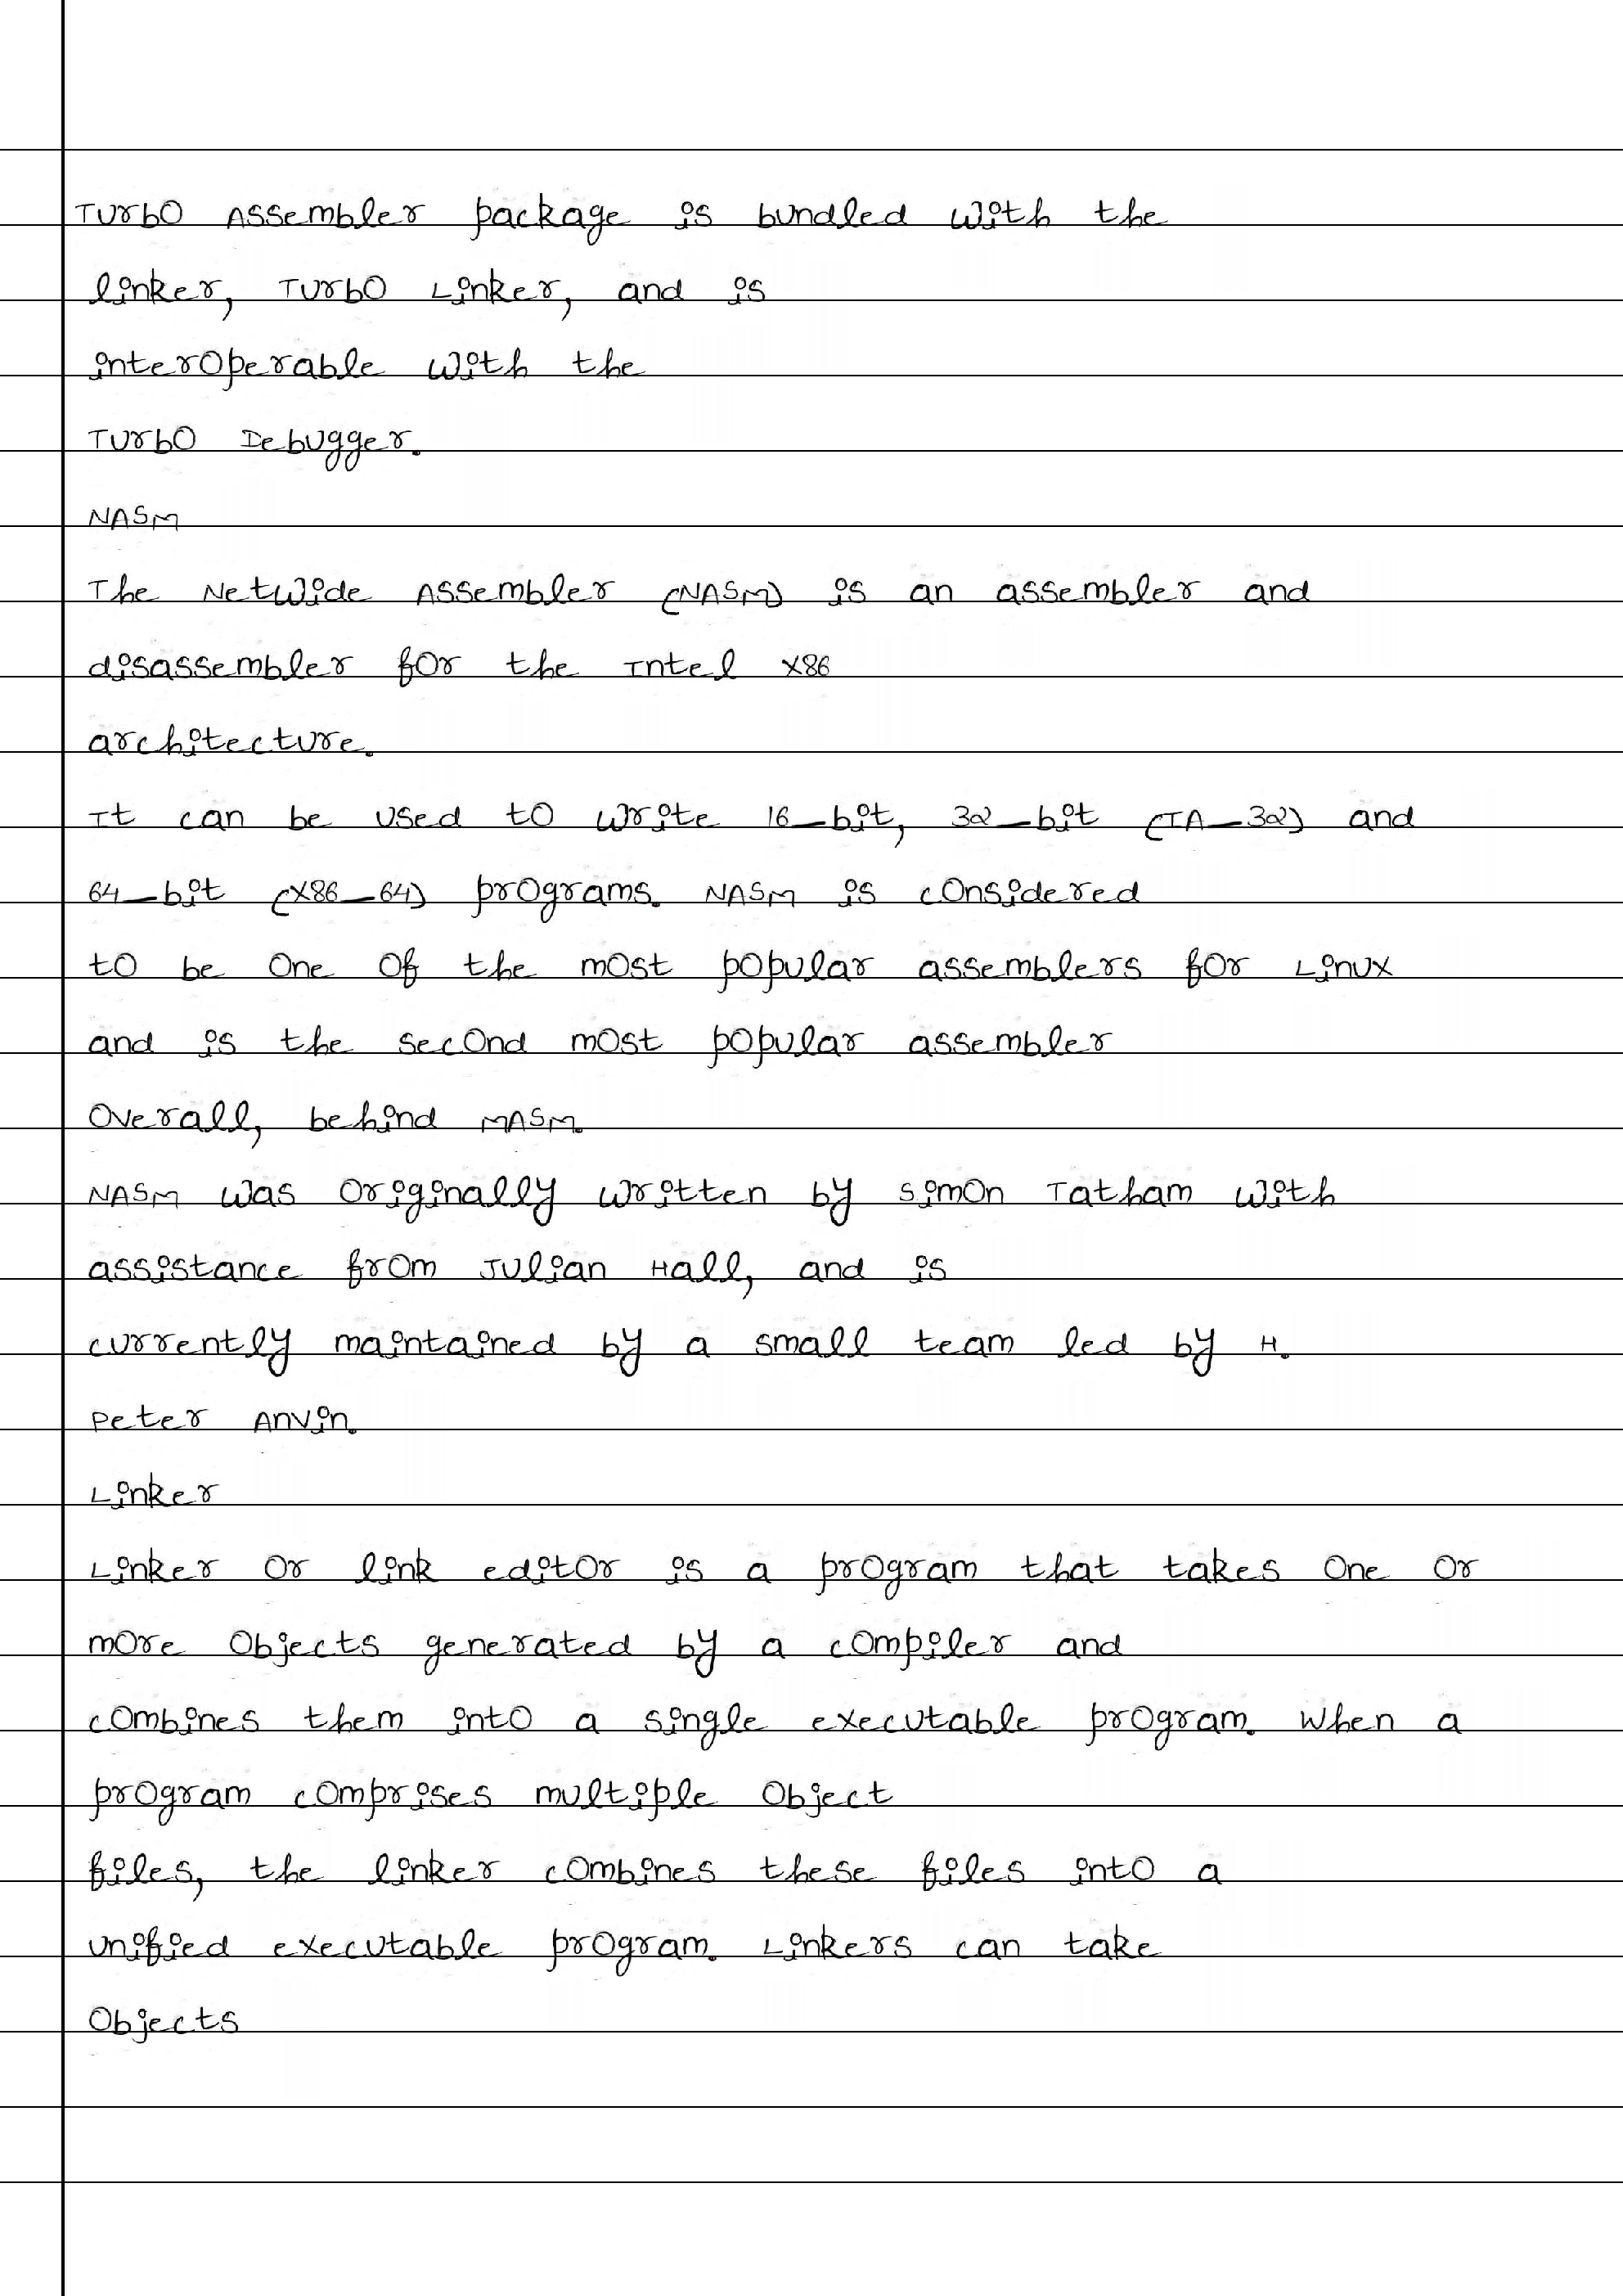 Turbo Assembler package is bundled with the
linker, Turbo Linker, and is
interoperable with the
Turbo Debugger.
NASM
The Netwide Assembler (NASM) is an assembler and
disassembler for the Intel x86
architecture.
It can be used to write 16-bit, 32-bit (IA-32) and
64-bit (x86-64) programs. NASM is considered
to be one of the most popular assemblers for Linux
and is the second most popular assembler
overall, behind MASM.
NASM was originally written by Simon Tatham with
assistance from Julian Hall, and is
currently maintained by a small team led by H.
Peter Anvin.
Linker
Linker or link editor is a program that takes one or
more objects generated by a compiler and
combines them into a single executable program. When a
program comprises multiple object
files, the linker combines these files into a
unified executable program. Linkers can take
objects